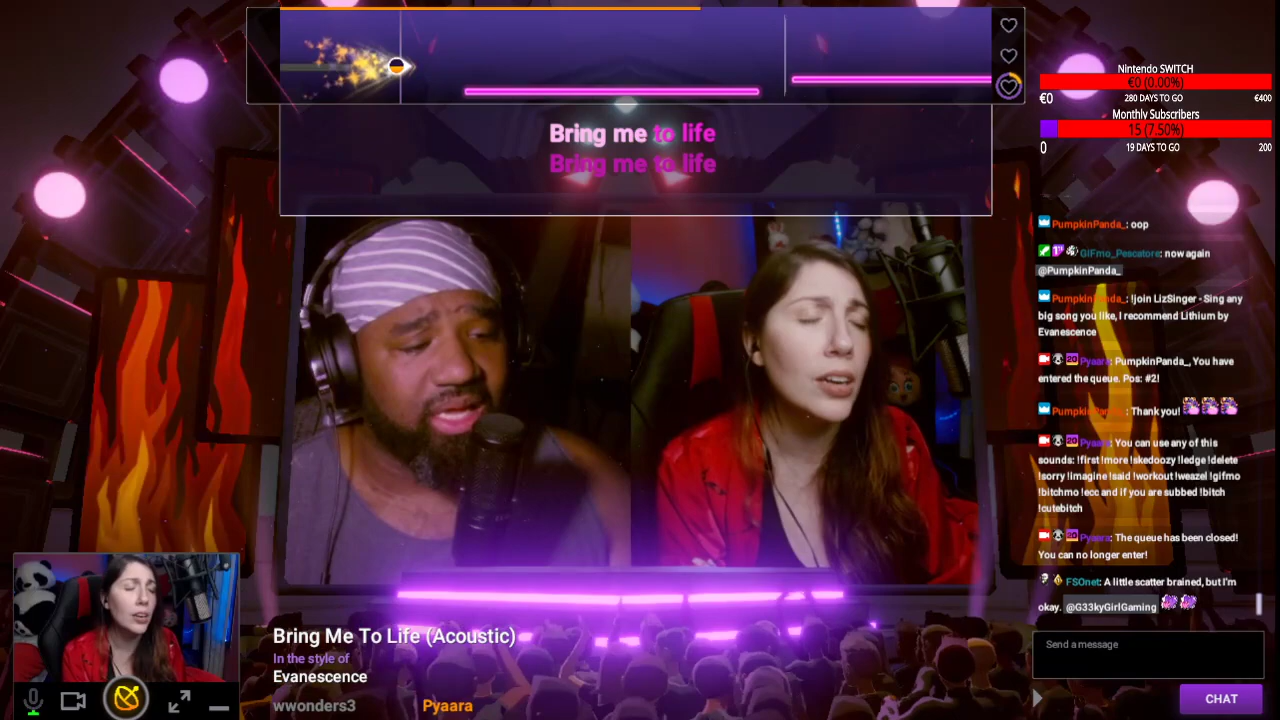 Bring me to life
Bring me to life
Nintendo SWITCH
€0 (0.00%)
€0
280 DAYS TO GO
€400
Monthly Subscribers
15 (7.50%)
0
19 DAYS TO GO
200
PumpkinPanda_: oop
GIFmo_Pescatore: now again
@PumpkinPanda_
PumpkinPanda_: !join LizSinger - Sing any
big song you like, I recommend Lithium by
Evanescence
Pyaara: PumpkinPanda_, You have
entered the queue. Pos: #2!
PumpkinPanda_: Thank you!
Pyaara: You can use any of this
sounds: !first !more !skedoozy !ledge !delete
!sorry !imagine !said !workout !weazel !gifmo
!bitchmo !ecc and if you are subbed !bitch
!cutebitch
Pyaara: The queue has been closed!
You can no longer enter!
FSOnet: A little scatter brained, but I'm
okay. @G33kyGirlGaming
Send a message
CHAT
Bring Me To Life (Acoustic)
In the style of
Evanescence
wwonders3
Pyaara